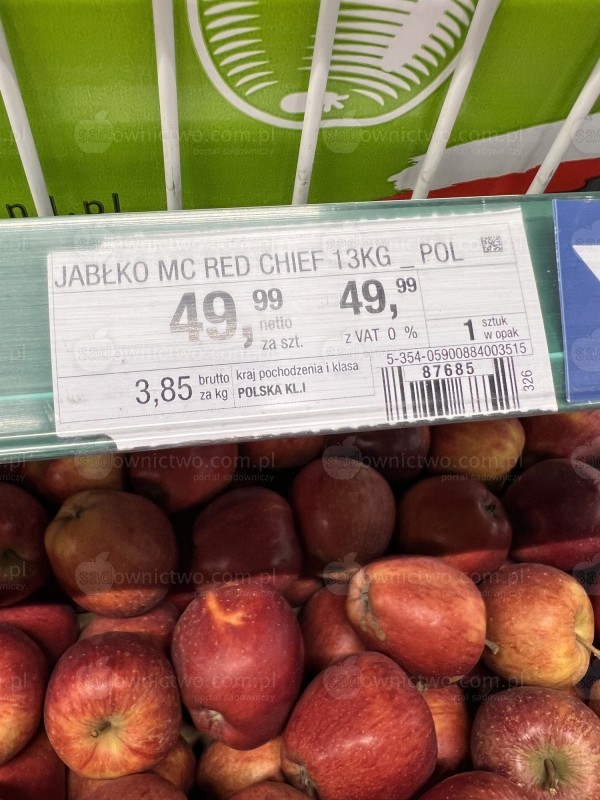 JABŁKO MC RED CHIEF 13KG _ POL
49,99 netto za szt.
49,99 z VAT 0 %
1 sztuk w opak
5-354-05900884003515
87685
326
3,85 brutto za kg
kraj pochodzenia i klasa
POLSKA KL.I
sadownictwo.com.pl
portal sadowniczy